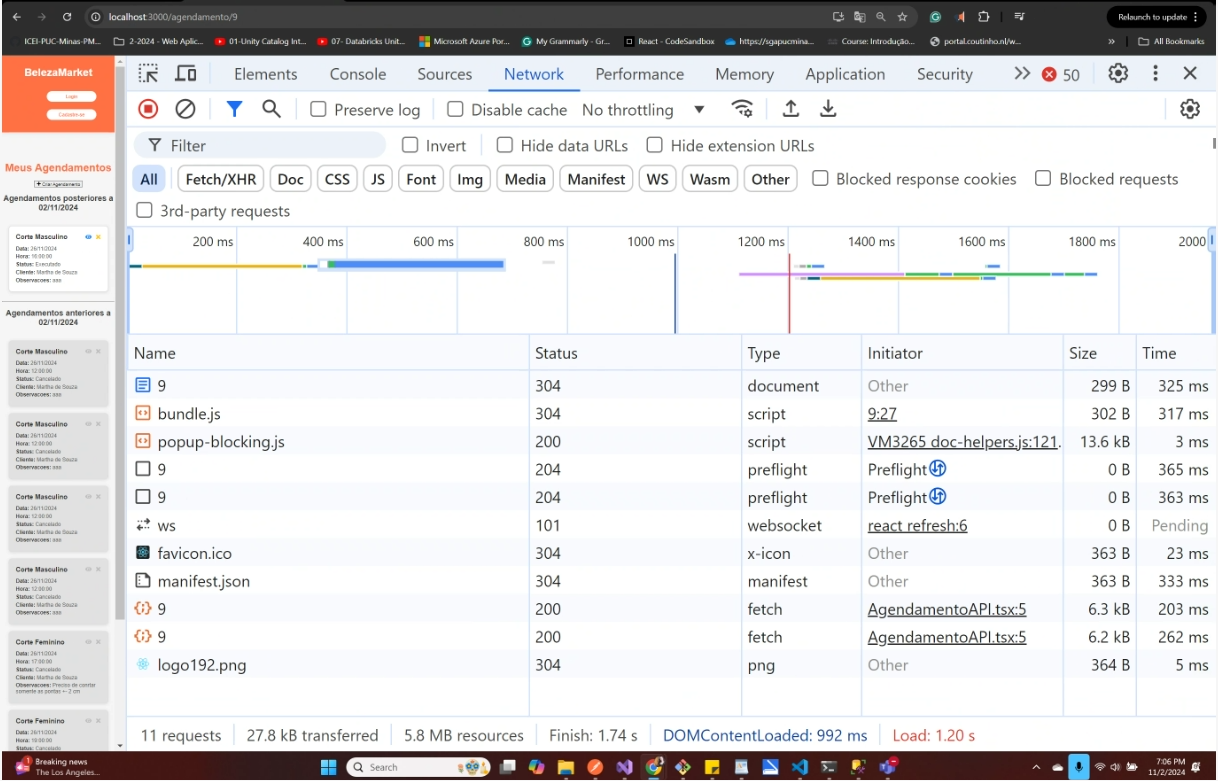 localhost:3000/agendamento/9
Relaunch to update
ICEI-PUC-Minas-PM... 2-2024 - Web Aplic... 01-Unity Catalog Int... 07- Databricks Unit... Microsoft Azure Por... My Grammarly - Gr... React - CodeSandbox https://sgapucmina... Course: Introdução... portal.coutinho.nl/w... » All Bookmarks
BelezaMarket
Login
Cadastre-se
Meus Agendamentos
+ Criar Agendamento
Agendamentos posteriores a
02/11/2024
Corte Masculino
Data: 26/11/2024
Hora: 16:00:00
Status: Executado
Cliente: Martha de Souza
Observacoes: aaa
Agendamentos anteriores a
02/11/2024
Corte Masculino
Data: 26/11/2024
Hora: 12:00:00
Status: Cancelado
Cliente: Martha de Souza
Observacoes: aaa
Corte Masculino
Data: 26/11/2024
Hora: 12:00:00
Status: Cancelado
Cliente: Martha de Souza
Observacoes: aaa
Corte Masculino
Data: 26/11/2024
Hora: 12:00:00
Status: Cancelado
Cliente: Martha de Souza
Observacoes: aaa
Corte Masculino
Data: 26/11/2024
Hora: 12:00:00
Status: Cancelado
Cliente: Martha de Souza
Observacoes: aaa
Corte Feminino
Data: 26/11/2024
Hora: 17:00:00
Status: Cancelado
Cliente: Martha de Souza
Observacoes: Preciso de cortar
somente as pontas +- 2 cm
Corte Feminino
Data: 26/11/2024
Hora: 16:00:00
Status: Cancelado
Elements Console Sources Network Performance Memory Application Security » 50
Preserve log Disable cache No throttling
Filter Invert Hide data URLs Hide extension URLs
All Fetch/XHR Doc CSS JS Font Img Media Manifest WS Wasm Other Blocked response cookies Blocked requests
3rd-party requests
200 ms 400 ms 600 ms 800 ms 1000 ms 1200 ms 1400 ms 1600 ms 1800 ms 2000
Name Status Type Initiator Size Time
9 304 document Other 299 B 325 ms
bundle.js 304 script 9:27 302 B 317 ms
popup-blocking.js 200 script VM3265 doc-helpers.js:121. 13.6 kB 3 ms
9 204 preflight Preflight 0 B 365 ms
9 204 preflight Preflight 0 B 363 ms
ws 101 websocket react refresh:6 0 B Pending
favicon.ico 304 x-icon Other 363 B 23 ms
manifest.json 304 manifest Other 363 B 333 ms
9 200 fetch AgendamentoAPI.tsx:5 6.3 kB 203 ms
9 200 fetch AgendamentoAPI.tsx:5 6.2 kB 262 ms
logo192.png 304 png Other 364 B 5 ms
11 requests 27.8 kB transferred 5.8 MB resources Finish: 1.74 s DOMContentLoaded: 992 ms Load: 1.20 s
Breaking news
The Los Angeles...
Search
7:06 PM
11/2/2024